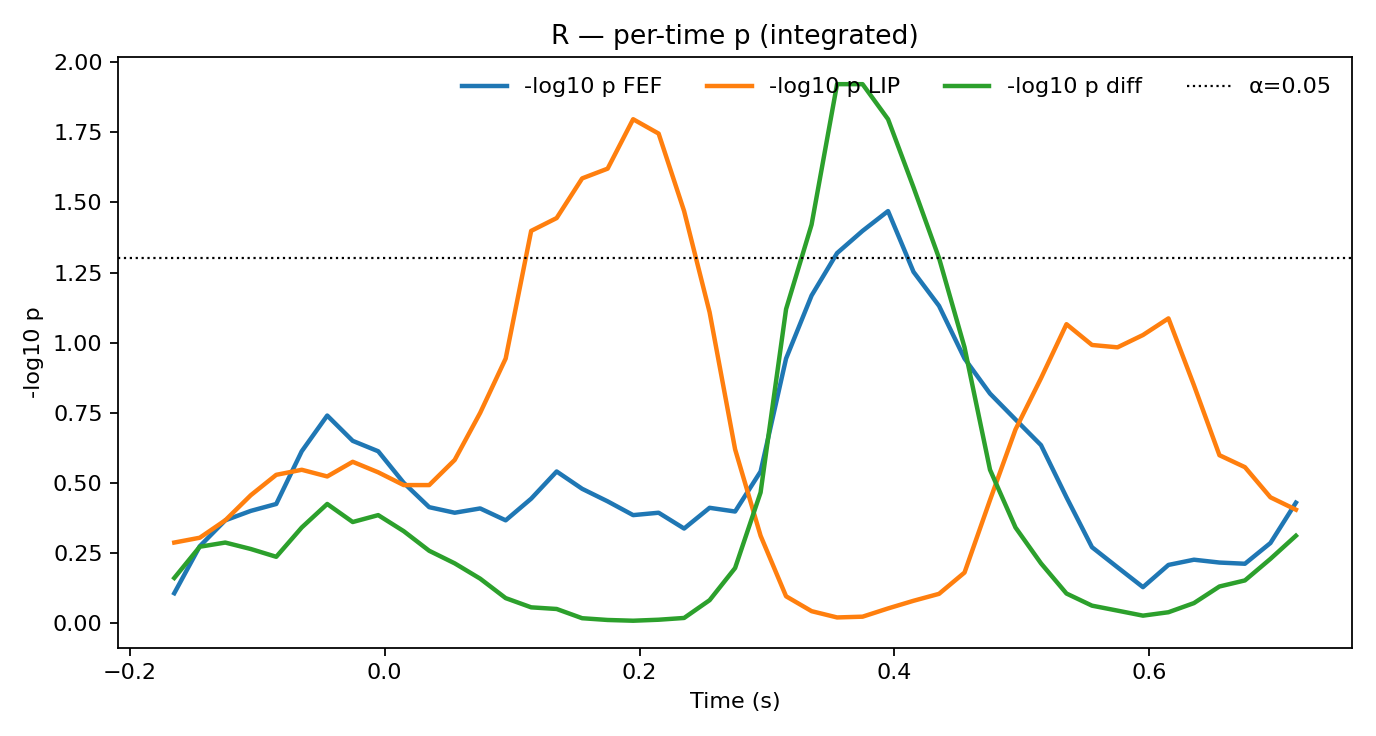 R — per-time p (integrated)
-log10 p FEF
-log10 p LIP
-log10 p diff
α=0.05
-log10 p
2.00
1.75
1.50
1.25
1.00
0.75
0.50
0.25
0.00
−0.2
0.0
0.2
0.4
0.6
Time (s)